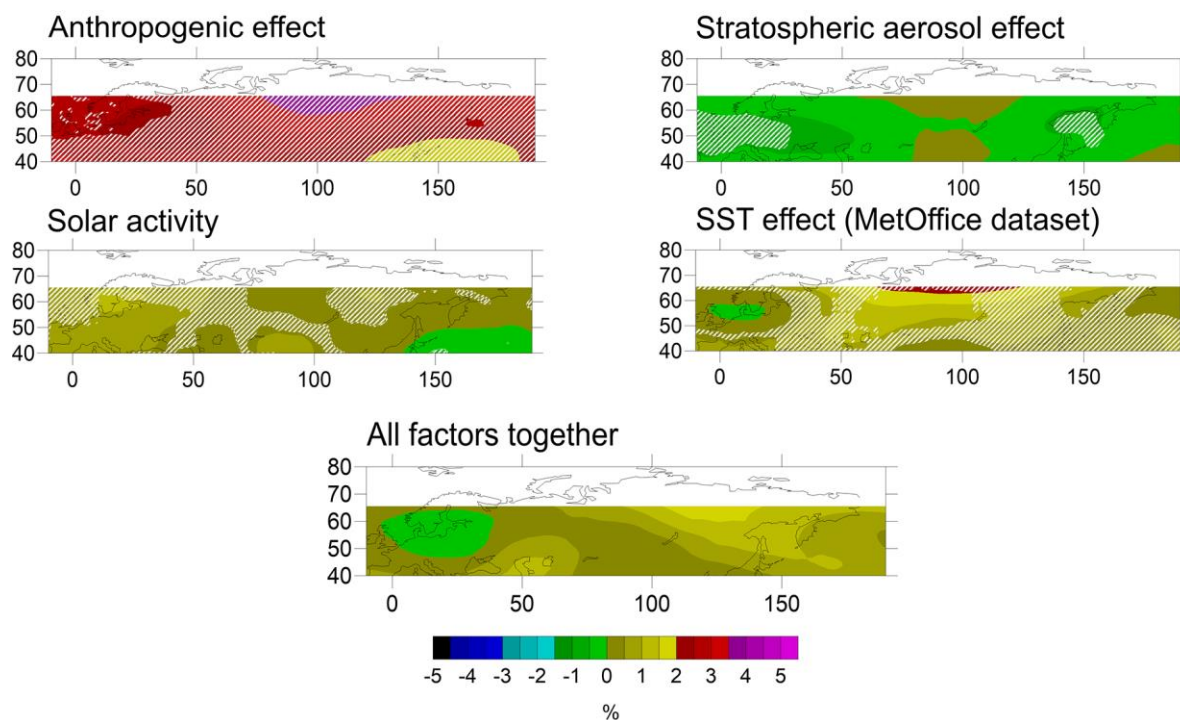 Anthropogenic effect
80
70
60
50
40
0 50 100 150
Stratospheric aerosol effect
80
70
60
50
40
0 50 100 150
Solar activity
80
70
60
50
40
0 50 100 150
SST effect (MetOffice dataset)
80
70
60
50
40
0 50 100 150
All factors together
80
70
60
50
40
0 50 100 150
-5 -4 -3 -2 -1 0 1 2 3 4 5
%